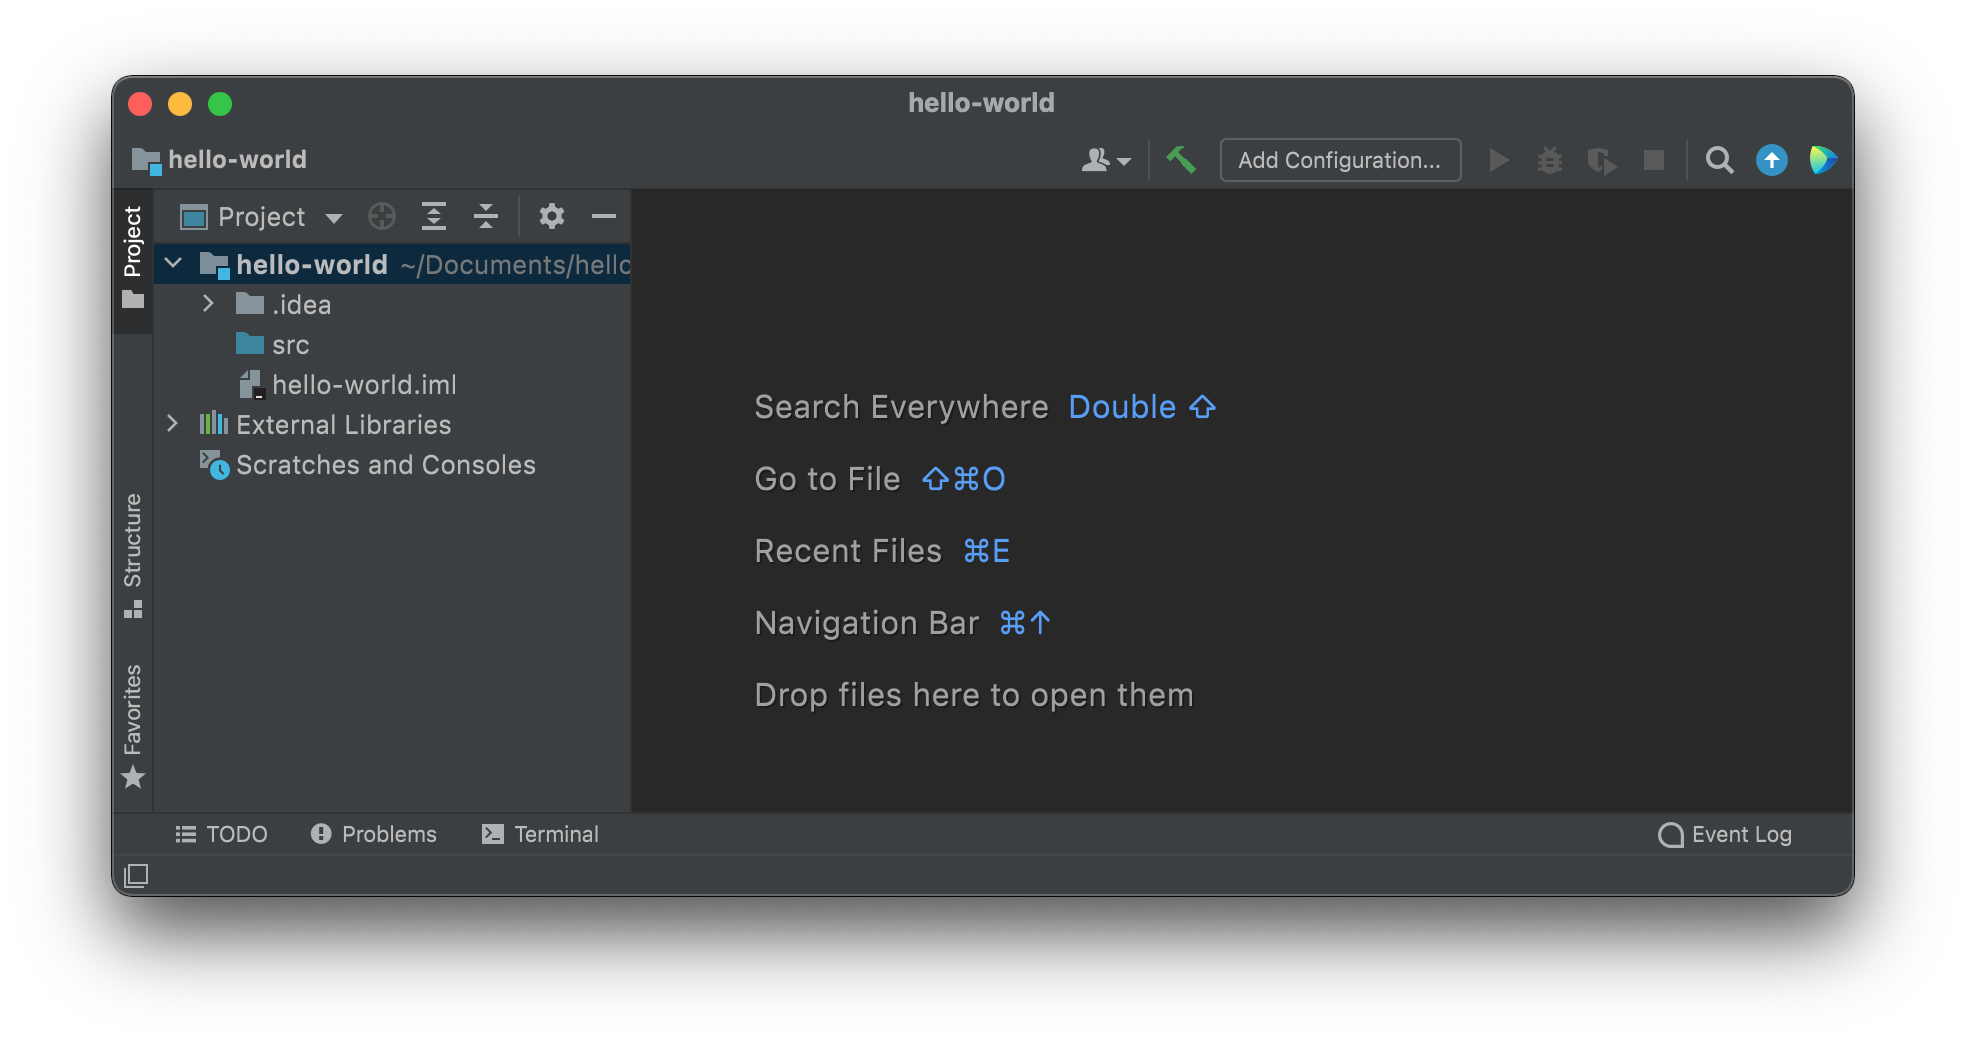 hello-world
hello-world
Add Configuration...
Project
Project
hello-world ~/Documents/hello
.idea
src
hello-world.iml
External Libraries
Scratches and Consoles
Structure
Favorites
Search Everywhere Double ⇧
Go to File ⇧⌘O
Recent Files ⌘E
Navigation Bar ⌘↑
Drop files here to open them
TODO
Problems
Terminal
Event Log